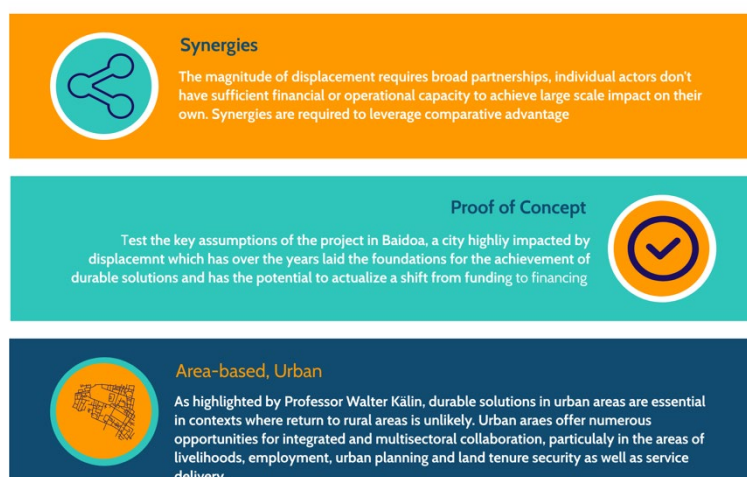 Synergies
The magnitude of displacement requires broad partnerships, individual actors don't
have sufficient financial or operational capacity to achieve large scale impact on their
own. Synergies are required to leverage comparative advantage
Proof of Concept
Test the key assumptions of the project in Baidoa, a city highliy impacted by
displacemnt which has over the years laid the foundations for the achievement of
durable solutions and has the potential to actualize a shift from funding to financing
Area-based, Urban
As highlighted by Professor Walter Kälin, durable solutions in urban areas are essential
in contexts where return to rural areas is unlikely. Urban araes offer numerous
opportunities for integrated and multisectoral collaboration, particulaly in the areas of
livelihoods, employment, urban planning and land tenure security as well as service
delivery